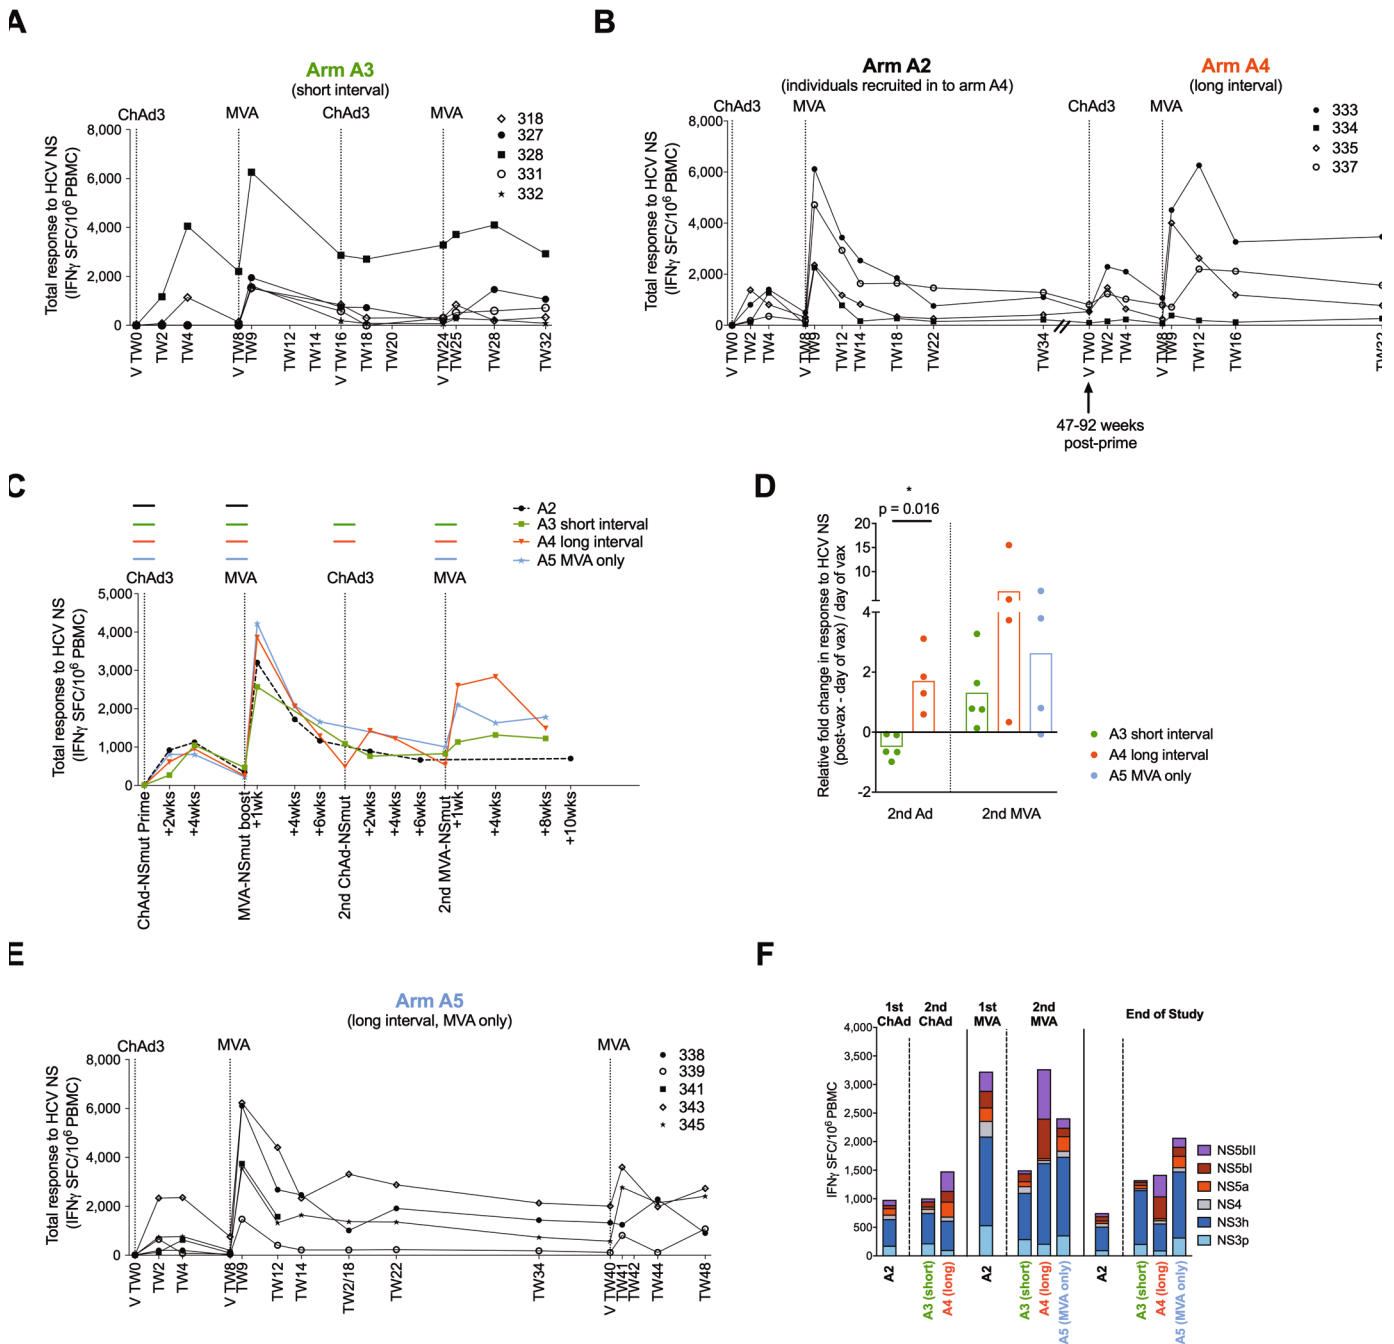 A
Arm A3
(short interval)
ChAd3
MVA
ChAd3
MVA
Total response to HCV NS
(IFNγ SFC/10⁶ PBMC)
8,000
6,000
4,000
2,000
0
318
327
328
331
332
V TW0
TW2
TW4
V TW8
TW9
TW12
TW14
V TW16
TW18
TW20
V TW24
TW25
TW28
TW32
B
Arm A2
(individuals recruited in to arm A4)
Arm A4
(long interval)
ChAd3
MVA
ChAd3
MVA
Total response to HCV NS
(IFNγ SFC/10⁶ PBMC)
8,000
6,000
4,000
2,000
0
333
334
335
337
V TW0
TW2
TW4
V TW8
TW9
TW12
TW14
TW18
TW22
TW34
V TW0
TW2
TW4
V TW8
TW9
TW12
TW16
TW32
47-92 weeks
post-prime
C
A2
A3 short interval
A4 long interval
A5 MVA only
ChAd3
MVA
ChAd3
MVA
Total response to HCV NS
(IFNγ SFC/10⁶ PBMC)
5,000
4,000
3,000
2,000
1,000
0
ChAd-NSmut Prime
+2wks
+4wks
MVA-NSmut boost
+1wk
+4wks
+6wks
2nd ChAd-NSmut
+2wks
+4wks
+6wks
2nd MVA-NSmut
+1wk
+4wks
+8wks
+10wks
D
*
p = 0.016
Relative fold change in response to HCV NS
(post-vax - day of vax) / day of vax
20
15
10
4
2
0
-2
2nd Ad
2nd MVA
A3 short interval
A4 long interval
A5 MVA only
E
Arm A5
(long interval, MVA only)
ChAd3
MVA
MVA
Total response to HCV NS
(IFNγ SFC/10⁶ PBMC)
8,000
6,000
4,000
2,000
0
338
339
341
343
345
V TW0
TW2
TW4
V TW8
TW9
TW12
TW14
TW2/18
TW22
TW34
V TW40
TW41
TW42
TW44
TW48
F
1st
ChAd
2nd
ChAd
1st
MVA
2nd
MVA
End of Study
IFNγ SFC/10⁶ PBMC
4,000
3,500
3,000
2,500
2,000
1,500
1,000
500
0
NS5bII
NS5bI
NS5a
NS4
NS3h
NS3p
A2
A3 (short)
A4 (long)
A2
A3 (short)
A4 (long)
A5 (MVA only)
A2
A3 (short)
A4 (long)
A5 (MVA only)